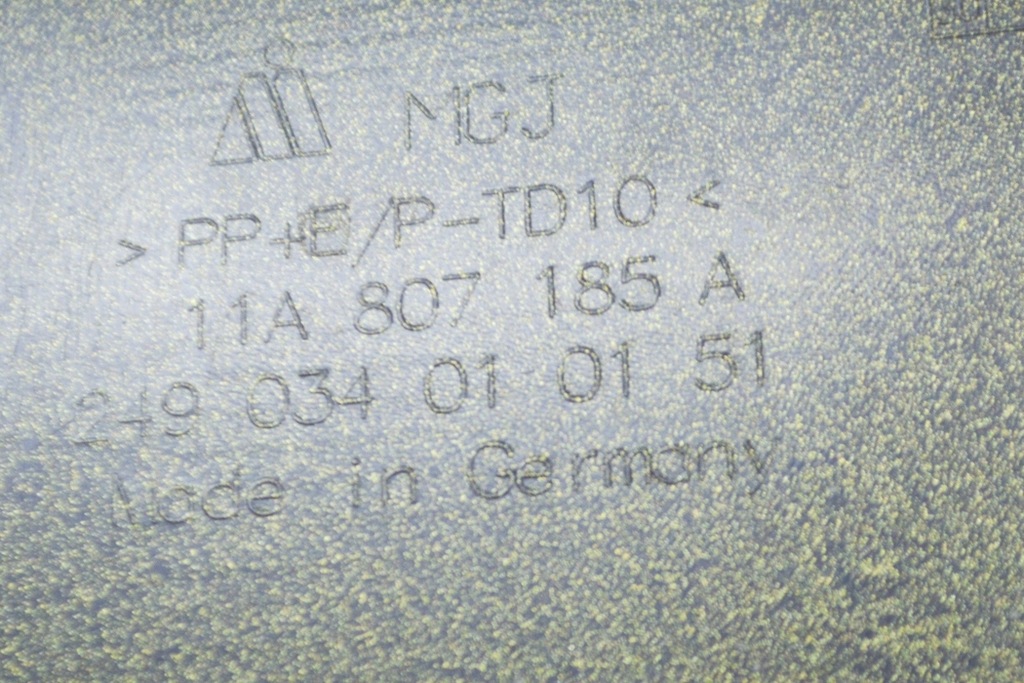 MGJ
> PP+E/P-TD10 <
11A 807 185 A
249 034 01 01 51
Made in Germany